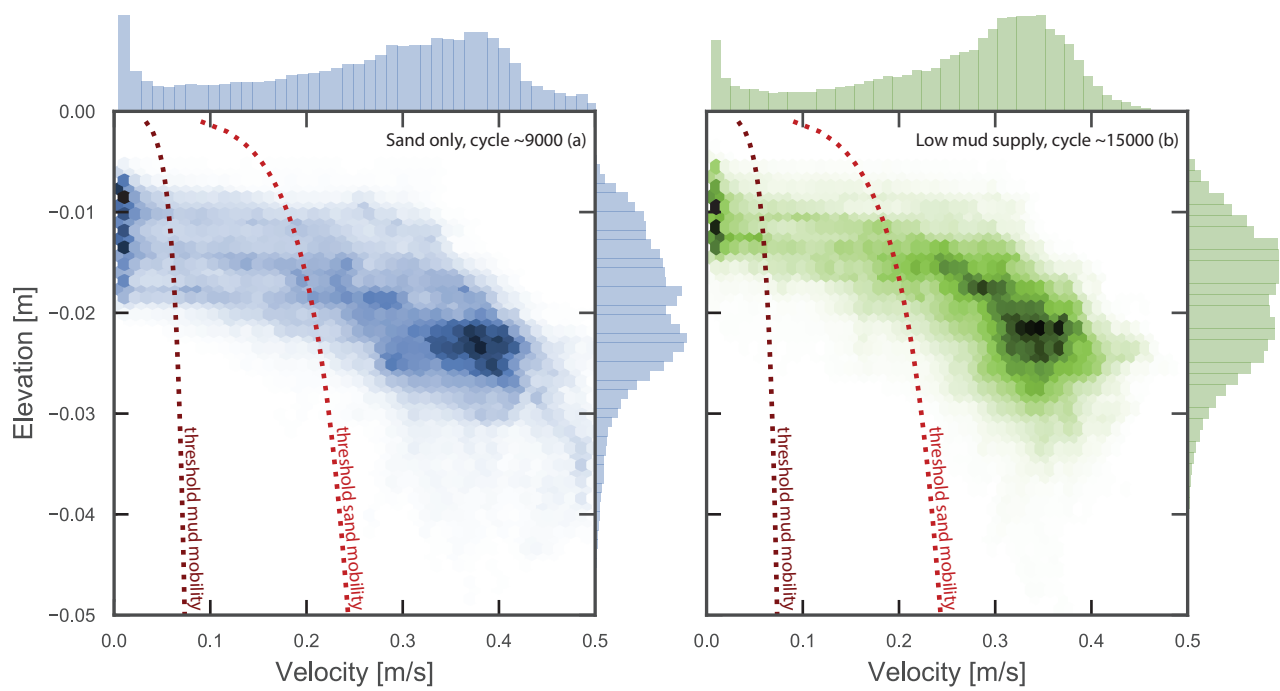 0.00
−0.01
−0.02
−0.03
−0.04
−0.05
Elevation [m]
Sand only, cycle ~9000 (a)
threshold mud mobility
threshold sand mobility
0.0 0.1 0.2 0.3 0.4 0.5
Velocity [m/s]
Low mud supply, cycle ~15000 (b)
threshold mud mobility
threshold sand mobility
0.0 0.1 0.2 0.3 0.4 0.5
Velocity [m/s]